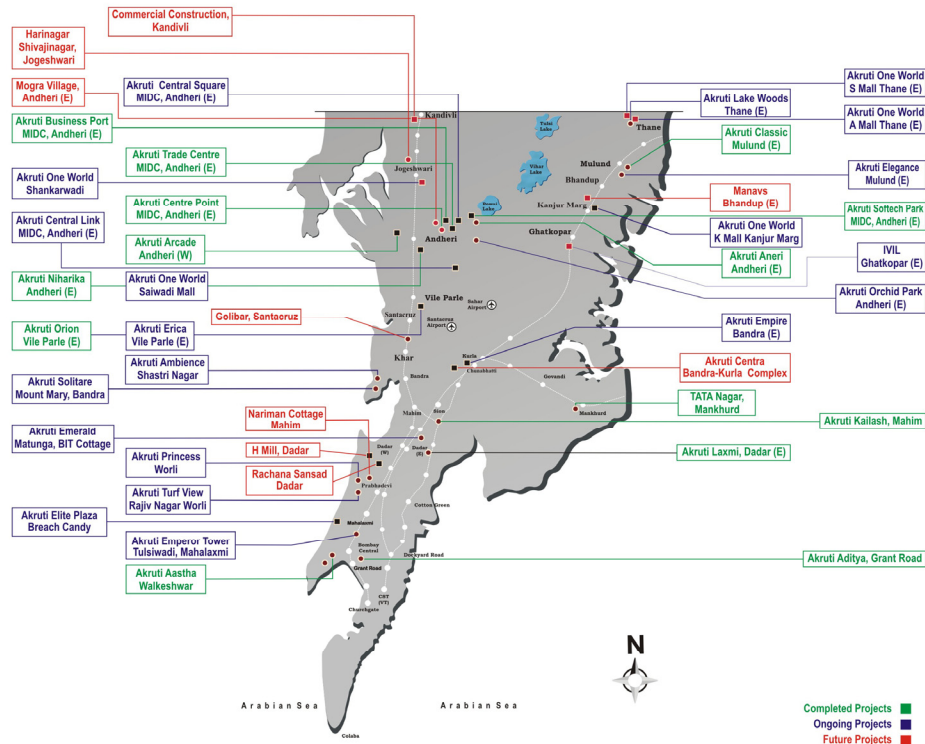 Commercial Construction,
Kandivli
Harinagar
Shivajinagar,
Jogeshwari
Mogra Village,
Andheri (E)
Akruti Central Square
MIDC, Andheri (E)
Akruti Business Port
MIDC, Andheri (E)
Akruti Trade Centre
MIDC, Andheri (E)
Akruti One World
Shankarwadi
Akruti Centre Point
MIDC, Andheri (E)
Akruti Central Link
MIDC, Andheri (E)
Akruti Arcade
Andheri (W)
Akruti Niharika
Andheri (E)
Akruti One World
Saiwadi Mall
Golibar, Santacruz
Akruti Orion
Vile Parle (E)
Akruti Erica
Vile Parle (E)
Akruti Ambience
Shastri Nagar
Akruti Solitare
Mount Mary, Bandra
Nariman Cottage
Mahim
Akruti Emerald
Matunga, BIT Cottage
H Mill, Dadar
Akruti Princess
Worli
Rachana Sansad
Dadar
Akruti Turf View
Rajiv Nagar Worli
Akruti Elite Plaza
Breach Candy
Akruti Emperor Tower
Tulsiwadi, Mahalaxmi
Akruti Aastha
Walkeshwar
Akruti One World
S Mall Thane (E)
Akruti Lake Woods
Thane (E)
Akruti One World
A Mall Thane (E)
Akruti Classic
Mulund (E)
Akruti Elegance
Mulund (E)
Manavs
Bhandup (E)
Akruti Softech Park
MIDC, Andheri (E)
Akruti One World
K Mall Kanjur Marg
Akruti Aneri
Andheri (E)
IVIL
Ghatkopar (E)
Akruti Orchid Park
Andheri (E)
Akruti Empire
Bandra (E)
Akruti Centra
Bandra-Kurla Complex
TATA Nagar,
Mankhurd
Akruti Kailash, Mahim
Akruti Laxmi, Dadar (E)
Akruti Aditya, Grant Road
Kandivli
Tulsi
Lake
Thane
Mulund
Jogeshwari
Vihar
Lake
Bhandup
Powai
Lake
Kanjur Marg
Andheri
Ghatkopar
Vile Parle
Sahar
Airport
Santacruz
Santacruz
Airport
Khar
Kurla
Chunabhatti
Bandra
Govandi
Mahim
Sion
Mankhurd
Dadar
(W)
Dadar
(E)
Prabhadevi
Cotton Green
Mahalaxmi
Bombay
Central
Dockyard Road
Grant Road
CST
(VT)
Churchgate
Colaba
Arabian Sea
Arabian Sea
N
Completed Projects
Ongoing Projects
Future Projects